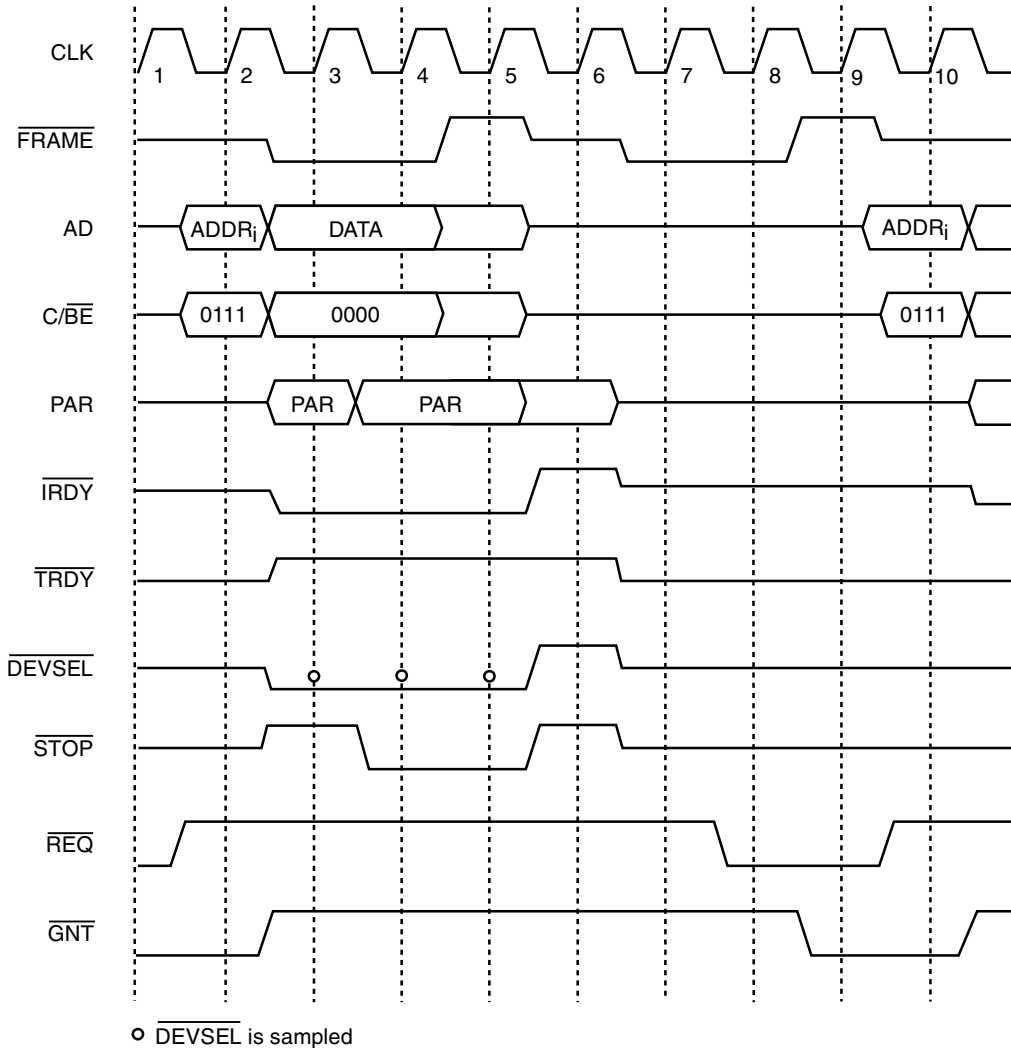 CLK
1 2 3 4 5 6 7 8 9 10
FRAME
AD ADDRi DATA ADDRi
C/BE 0111 0000 0111
PAR PAR PAR
IRDY
TRDY
DEVSEL
STOP
REQ
GNT
DEVSEL is sampled